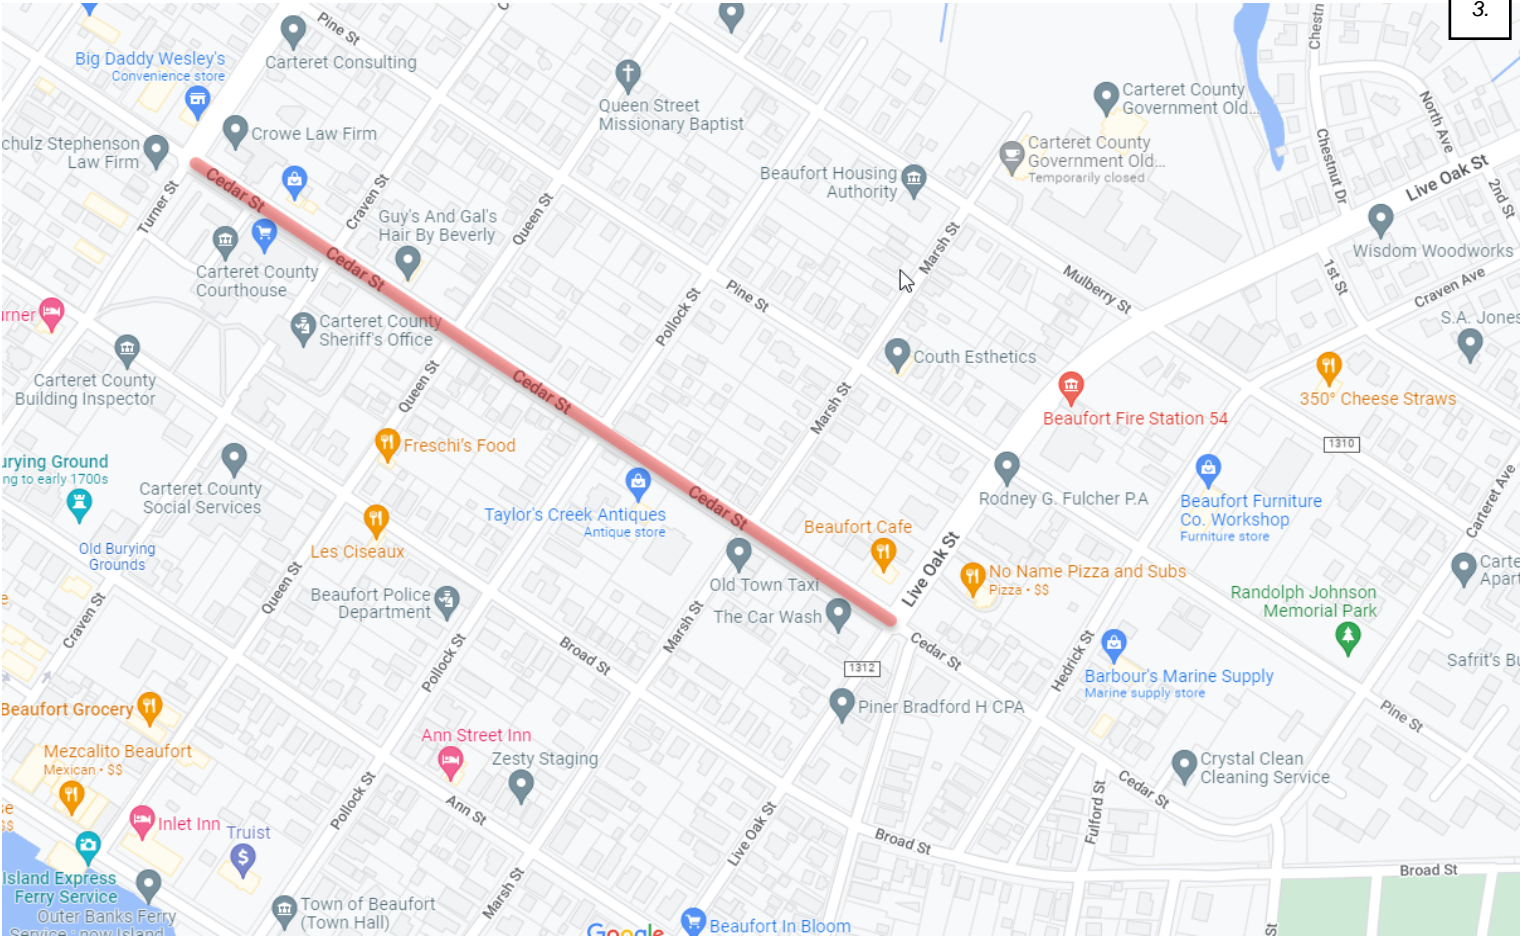 3.
Pine St
Carteret Consulting
Big Daddy Wesley's
Convenience store
Crowe Law Firm
chulz Stephenson
Law Firm
Queen Street
Missionary Baptist
Carteret County
Government Old...
Carteret County
Government Old...
Temporarily closed
Beaufort Housing
Authority
Chestn
North Ave
Chestnut Dr
Live Oak St
2nd St
Wisdom Woodworks
1st St
Craven Ave
S.A. Jones
Turner St
Cedar St
Craven St
Guy's And Gal's
Hair By Beverly
Queen St
Marsh St
Mulberry St
Carteret County
Courthouse
Cedar St
Pine St
Pollock St
urner
Carteret County
Sheriff's Office
Couth Esthetics
Carteret County
Building Inspector
Queen St
Cedar St
Marsh St
Beaufort Fire Station 54
350° Cheese Straws
1310
Freschi's Food
urying Ground
ng to early 1700s
Carteret County
Social Services
Rodney G. Fulcher P.A
Beaufort Furniture
Co. Workshop
Furniture store
Carteret Ave
Taylor's Creek Antiques
Antique store
Cedar St
Beaufort Cafe
Old Burying
Grounds
Les Ciseaux
Live Oak St
No Name Pizza and Subs
Pizza • $$
Old Town Taxi
The Car Wash
Carte
Apart
Randolph Johnson
Memorial Park
e
Craven St
Queen St
Beaufort Police
Department
Marsh St
Cedar St
Pollock St
Broad St
1312
Hedrick St
Barbour's Marine Supply
Marine supply store
Safrit's Bu
Beaufort Grocery
Piner Bradford H CPA
Pine St
Ann Street Inn
Mezcalito Beaufort
Mexican • $$
Zesty Staging
Crystal Clean
Cleaning Service
Cedar St
se
$$
Pollock St
Ann St
Inlet Inn
Truist
Live Oak St
Fulford St
Broad St
Broad St
Island Express
Ferry Service
Marsh St
Outer Banks Ferry
Service - now Island
Town of Beaufort
(Town Hall)
Google
Beaufort In Bloom
St